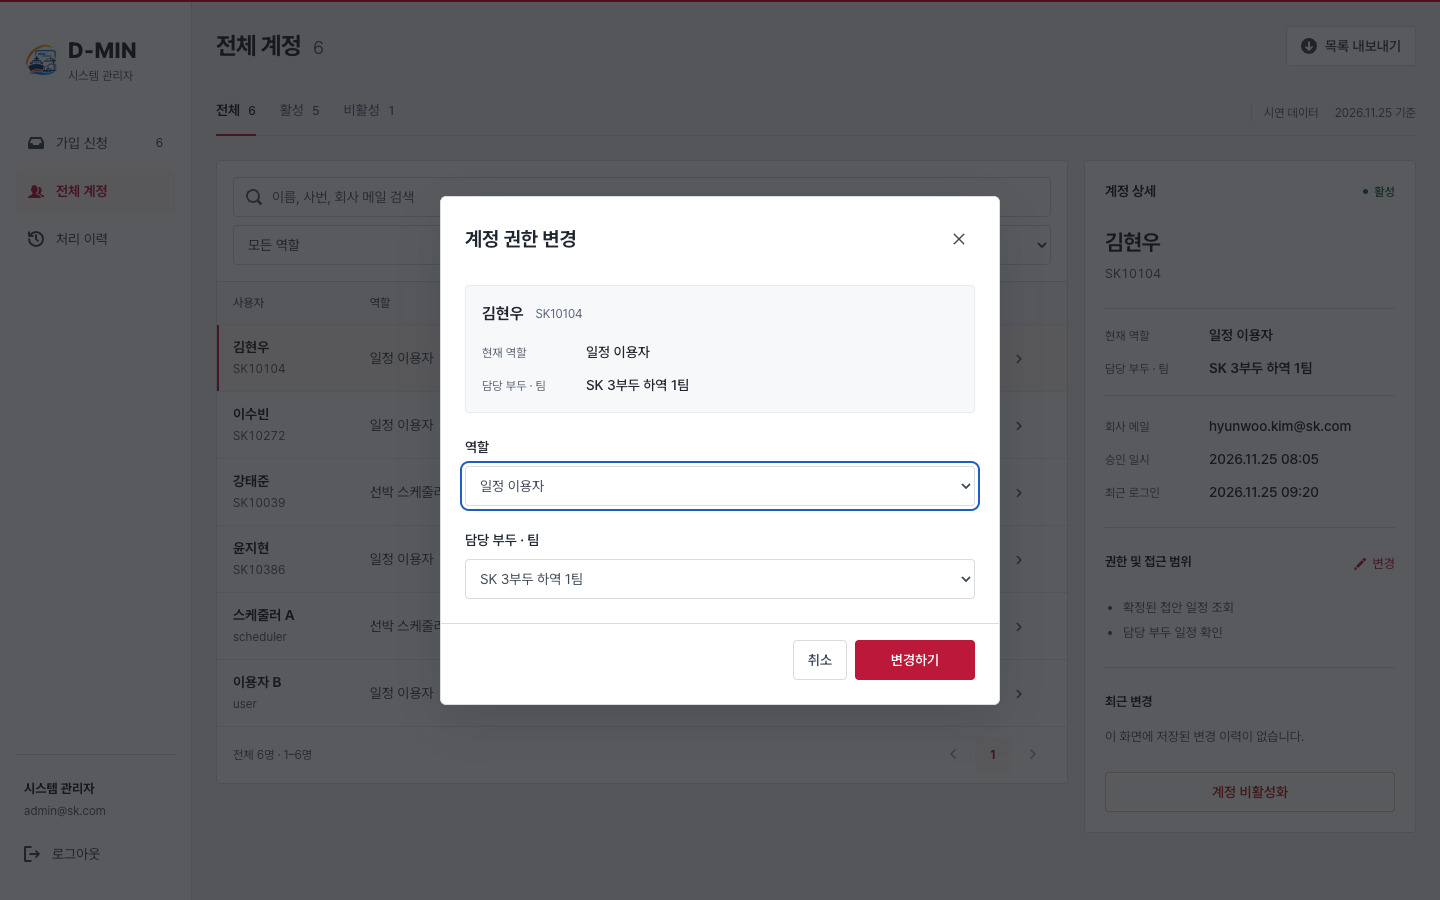 D-MIN
시스템 관리자
가입 신청 6
전체 계정
처리 이력
시스템 관리자
admin@sk.com
로그아웃
전체 계정 6
목록 내보내기
전체 6 활성 5 비활성 1
시연 데이터 2026.11.25 기준
이름, 사번, 회사 메일 검색
모든 역할
사용자 역할
김현우
SK10104
일정 이용자
이수빈
SK10272
일정 이용자
강태준
SK10039
선박 스케줄러
윤지현
SK10386
일정 이용자
스케줄러 A
scheduler
선박 스케줄러
이용자 B
user
일정 이용자
전체 6명 · 1–6명
1
계정 권한 변경
김현우 SK10104
현재 역할 일정 이용자
담당 부두 · 팀 SK 3부두 하역 1팀
역할
일정 이용자
담당 부두 · 팀
SK 3부두 하역 1팀
취소 변경하기
계정 상세 활성
김현우
SK10104
현재 역할 일정 이용자
담당 부두 · 팀 SK 3부두 하역 1팀
회사 메일 hyunwoo.kim@sk.com
승인 일시 2026.11.25 08:05
최근 로그인 2026.11.25 09:20
권한 및 접근 범위 변경
확정된 접안 일정 조회
담당 부두 일정 확인
최근 변경
이 화면에 저장된 변경 이력이 없습니다.
계정 비활성화